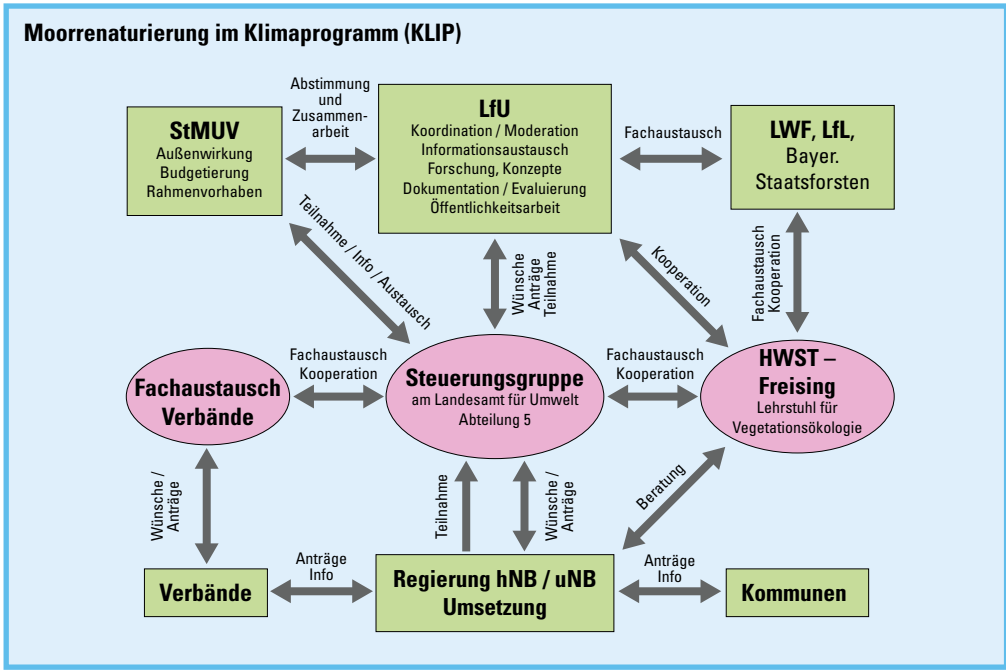 Moorrenaturierung im Klimaprogramm (KLIP)
Abstimmung
und
Zusammen-
arbeit
StMUV
Außenwirkung
Budgetierung
Rahmenvorhaben
LfU
Koordination / Moderation
Informationsaustausch
Forschung, Konzepte
Dokumentation / Evaluierung
Öffentlichkeitsarbeit
Fachaustausch
LWF, LfL,
Bayer.
Staatsforsten
Teilnahme / Info / Austausch
Wünsche
Anträge
Teilnahme
Kooperation
Fachaustausch
Kooperation
Fachaustausch
Verbände
Fachaustausch
Kooperation
Steuerungsgruppe
am Landesamt für Umwelt
Abteilung 5
Fachaustausch
Kooperation
HWST –
Freising
Lehrstuhl für
Vegetationsökologie
Wünsche /
Anträge
Teilnahme
Wünsche /
Anträge
Beratung
Verbände
Anträge
Info
Regierung hNB / uNB
Umsetzung
Anträge
Info
Kommunen